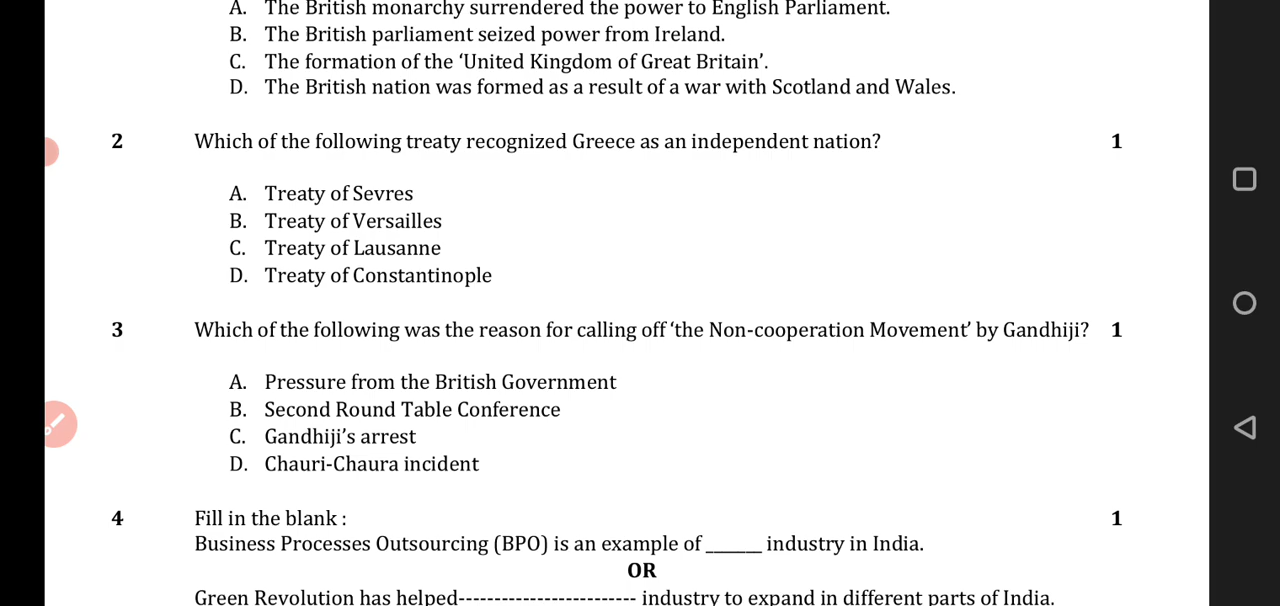 A. The British monarchy surrendered the power to English Parliament.
B. The British parliament seized power from Ireland.
C. The formation of the ‘United Kingdom of Great Britain’.
D. The British nation was formed as a result of a war with Scotland and Wales.
2 Which of the following treaty recognized Greece as an independent nation? 1
A. Treaty of Sevres
B. Treaty of Versailles
C. Treaty of Lausanne
D. Treaty of Constantinople
3 Which of the following was the reason for calling off ‘the Non-cooperation Movement’ by Gandhiji? 1
A. Pressure from the British Government
B. Second Round Table Conference
C. Gandhiji’s arrest
D. Chauri-Chaura incident
4 Fill in the blank : 1
Business Processes Outsourcing (BPO) is an example of ______ industry in India.
OR
Green Revolution has helped------------------------- industry to expand in different parts of India.